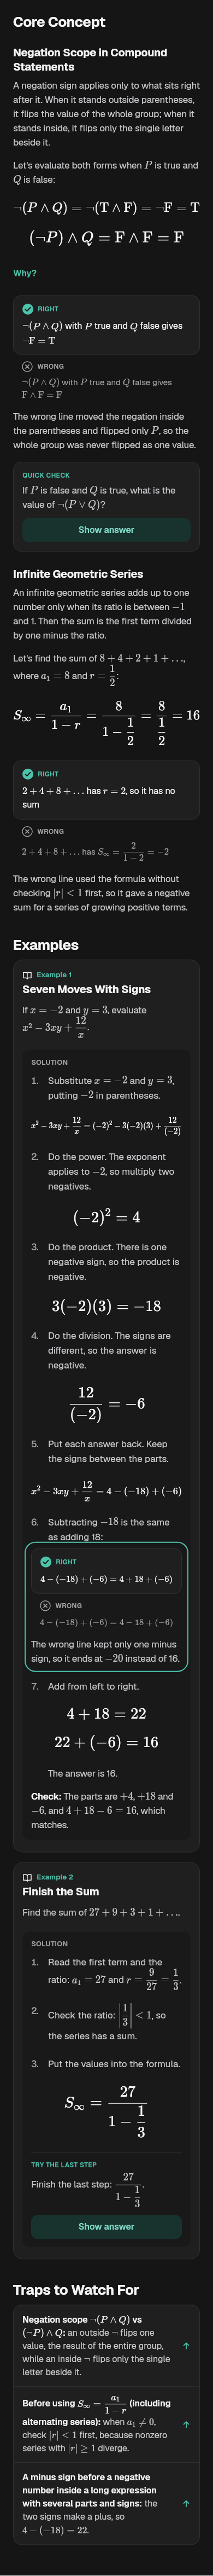 Core Concept
Negation Scope in Compound
Statements
A negation sign applies only to what sits right
after it. When it stands outside parentheses,
it flips the value of the whole group; when it
stands inside, it flips only the single letter
beside it.
Let's evaluate both forms when P is true and
Q is false:
¬(P ∧ Q) = ¬(T ∧ F) = ¬F = T
(¬P) ∧ Q = F ∧ F = F
Why?
RIGHT
¬(P ∧ Q) with P true and Q false gives
¬F = T
WRONG
¬(P ∧ Q) with P true and Q false gives
F ∧ F = F
The wrong line moved the negation inside
the parentheses and flipped only P, so the
whole group was never flipped as one value.
QUICK CHECK
If P is false and Q is true, what is the
value of ¬(P ∨ Q)?
Show answer
Infinite Geometric Series
An infinite geometric series adds up to one
number only when its ratio is between −1
and 1. Then the sum is the first term divided
by one minus the ratio.
Let's find the sum of 8 + 4 + 2 + 1 + …,
where a₁ = 8 and r = 1/2:
S∞ = a₁/(1 − r) = 8/(1 − 1/2) = 8/(1/2) = 16
RIGHT
2 + 4 + 8 + … has r = 2, so it has no
sum
WRONG
2 + 4 + 8 + … has S∞ = 2/(1 − 2) = −2
The wrong line used the formula without
checking |r| < 1 first, so it gave a negative
sum for a series of growing positive terms.
Examples
Example 1
Seven Moves With Signs
If x = −2 and y = 3, evaluate
x² − 3xy + 12/x.
SOLUTION
1. Substitute x = −2 and y = 3,
putting −2 in parentheses.
x² − 3xy + 12/x = (−2)² − 3(−2)(3) + 12/(−2)
2. Do the power. The exponent
applies to −2, so multiply two
negatives.
(−2)² = 4
3. Do the product. There is one
negative sign, so the product is
negative.
3(−2)(3) = −18
4. Do the division. The signs are
different, so the answer is
negative.
12/(−2) = −6
5. Put each answer back. Keep
the signs between the parts.
x² − 3xy + 12/x = 4 − (−18) + (−6)
6. Subtracting −18 is the same
as adding 18:
RIGHT
4 − (−18) + (−6) = 4 + 18 + (−6)
WRONG
4 − (−18) + (−6) = 4 − 18 + (−6)
The wrong line kept only one minus
sign, so it ends at −20 instead of 16.
7. Add from left to right.
4 + 18 = 22
22 + (−6) = 16
The answer is 16.
Check: The parts are +4, +18 and
−6, and 4 + 18 − 6 = 16, which
matches.
Example 2
Finish the Sum
Find the sum of 27 + 9 + 3 + 1 + ….
SOLUTION
1. Read the first term and the
ratio: a₁ = 27 and r = 9/27 = 1/3.
2. Check the ratio: |1/3| < 1, so
the series has a sum.
3. Put the values into the formula.
S∞ = 27/(1 − 1/3)
TRY THE LAST STEP
Finish the last step: 27/(1 − 1/3).
Show answer
Traps to Watch For
Negation scope ¬(P ∧ Q) vs
(¬P) ∧ Q: an outside ¬ flips one
value, the result of the entire group,
while an inside ¬ flips only the single
letter beside it.
↑
Before using S∞ = a₁/(1 − r) (including
alternating series): when a₁ ≠ 0,
check |r| < 1 first, because nonzero
series with |r| ≥ 1 diverge.
↑
A minus sign before a negative
number inside a long expression
with several parts and signs: the
two signs make a plus, so
4 − (−18) = 22.
↑